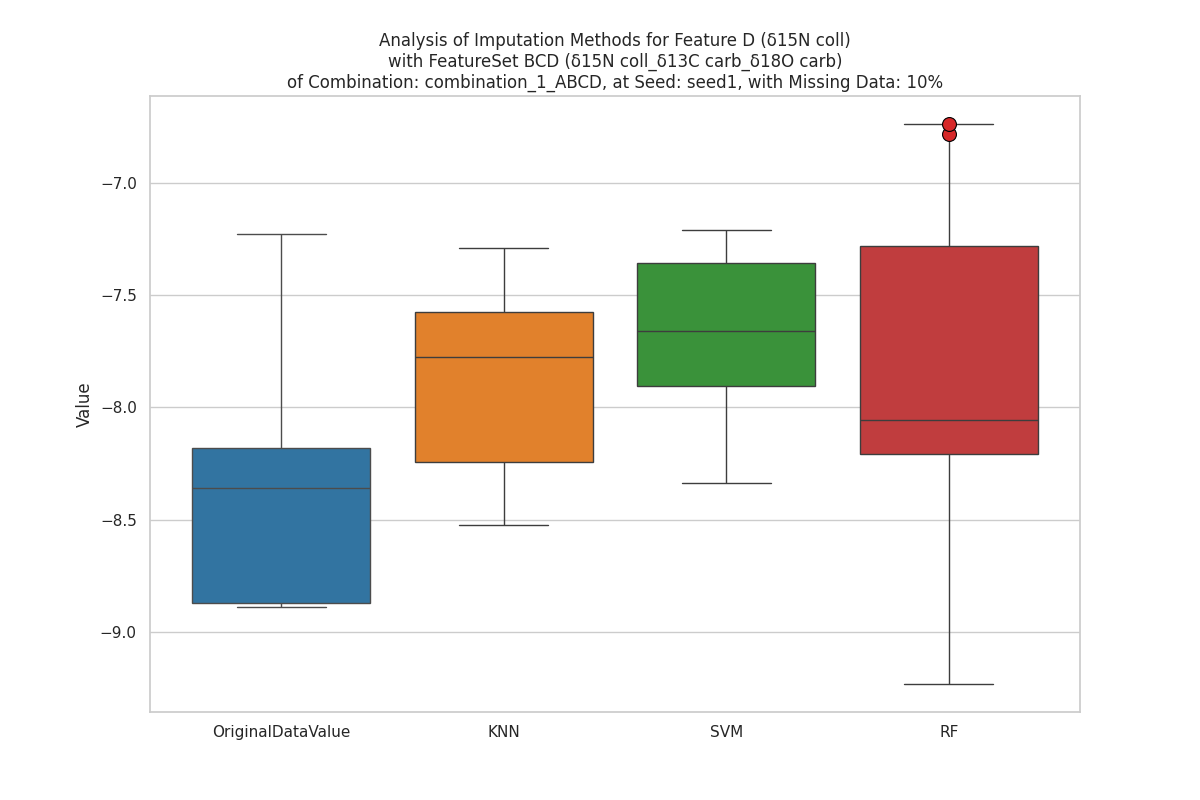 Analysis of Imputation Methods for Feature D (δ15N coll)
with FeatureSet BCD (δ15N coll_δ13C carb_δ18O carb)
of Combination: combination_1_ABCD, at Seed: seed1, with Missing Data: 10%
Value
−7.0
−7.5
−8.0
−8.5
−9.0
OriginalDataValue
KNN
SVM
RF